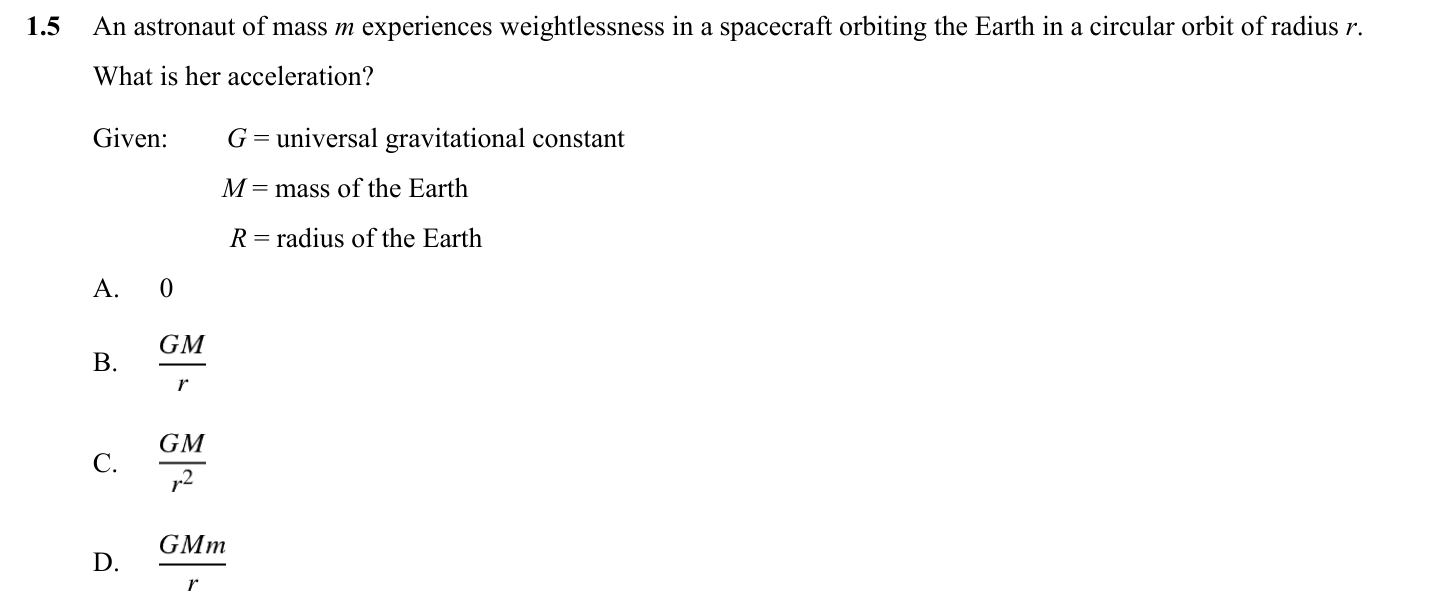 1.5 An astronaut of mass m experiences weightlessness in a spacecraft orbiting the Earth in a circular orbit of radius r.
What is her acceleration?
Given: G = universal gravitational constant
M = mass of the Earth
R = radius of the Earth
A. 0
B. GM/r
C. GM/r²
D. GMm/r